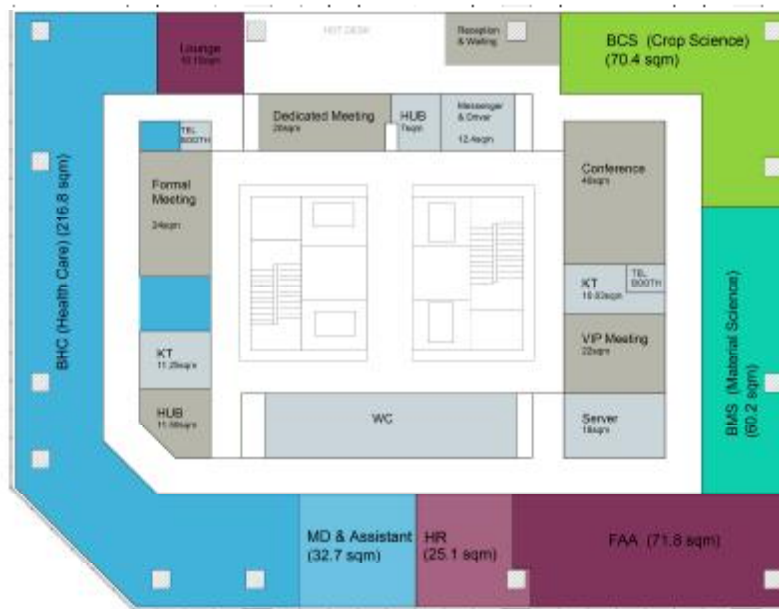 HOT DESK
Reception
& Waiting
BCS (Crop Science)
(70.4 sqm)
Lounge
Dedicated Meeting
HUB
Messenger
& Driver
12.4sqm
TEL
BOOTH
Conference
Formal
Meeting
24sqm
KT
TEL
BOOTH
BHC (Health Care) (216.8 sqm)
VIP Meeting
22sqm
BMS (Material Science)
(60.2 sqm)
KT
HUB
WC
Server
MD & Assistant
(32.7 sqm)
HR
(25.1 sqm)
FAA (71.8 sqm)